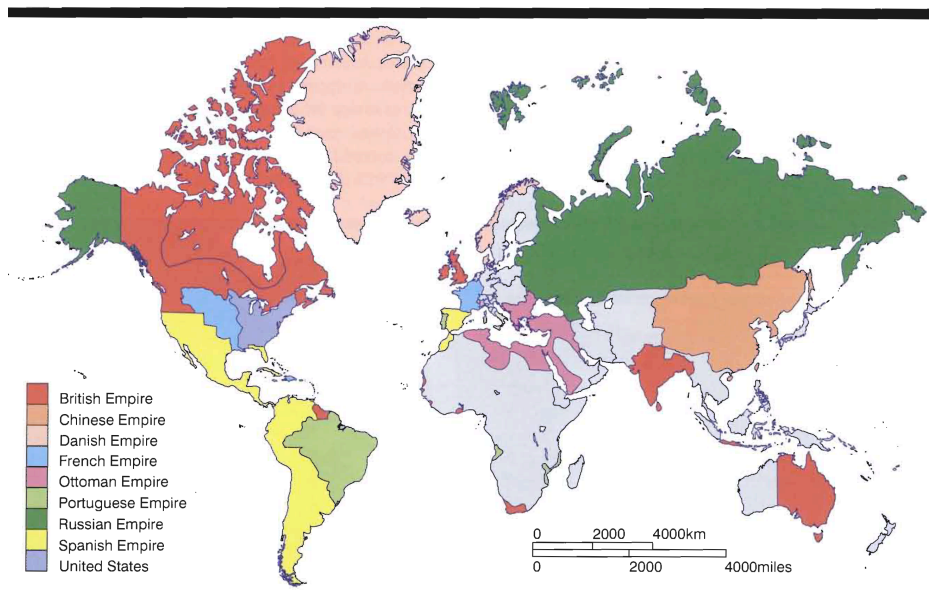 British Empire
Chinese Empire
Danish Empire
French Empire
Ottoman Empire
Portuguese Empire
Russian Empire
Spanish Empire
United States
0 2000 4000km
0 2000 4000miles